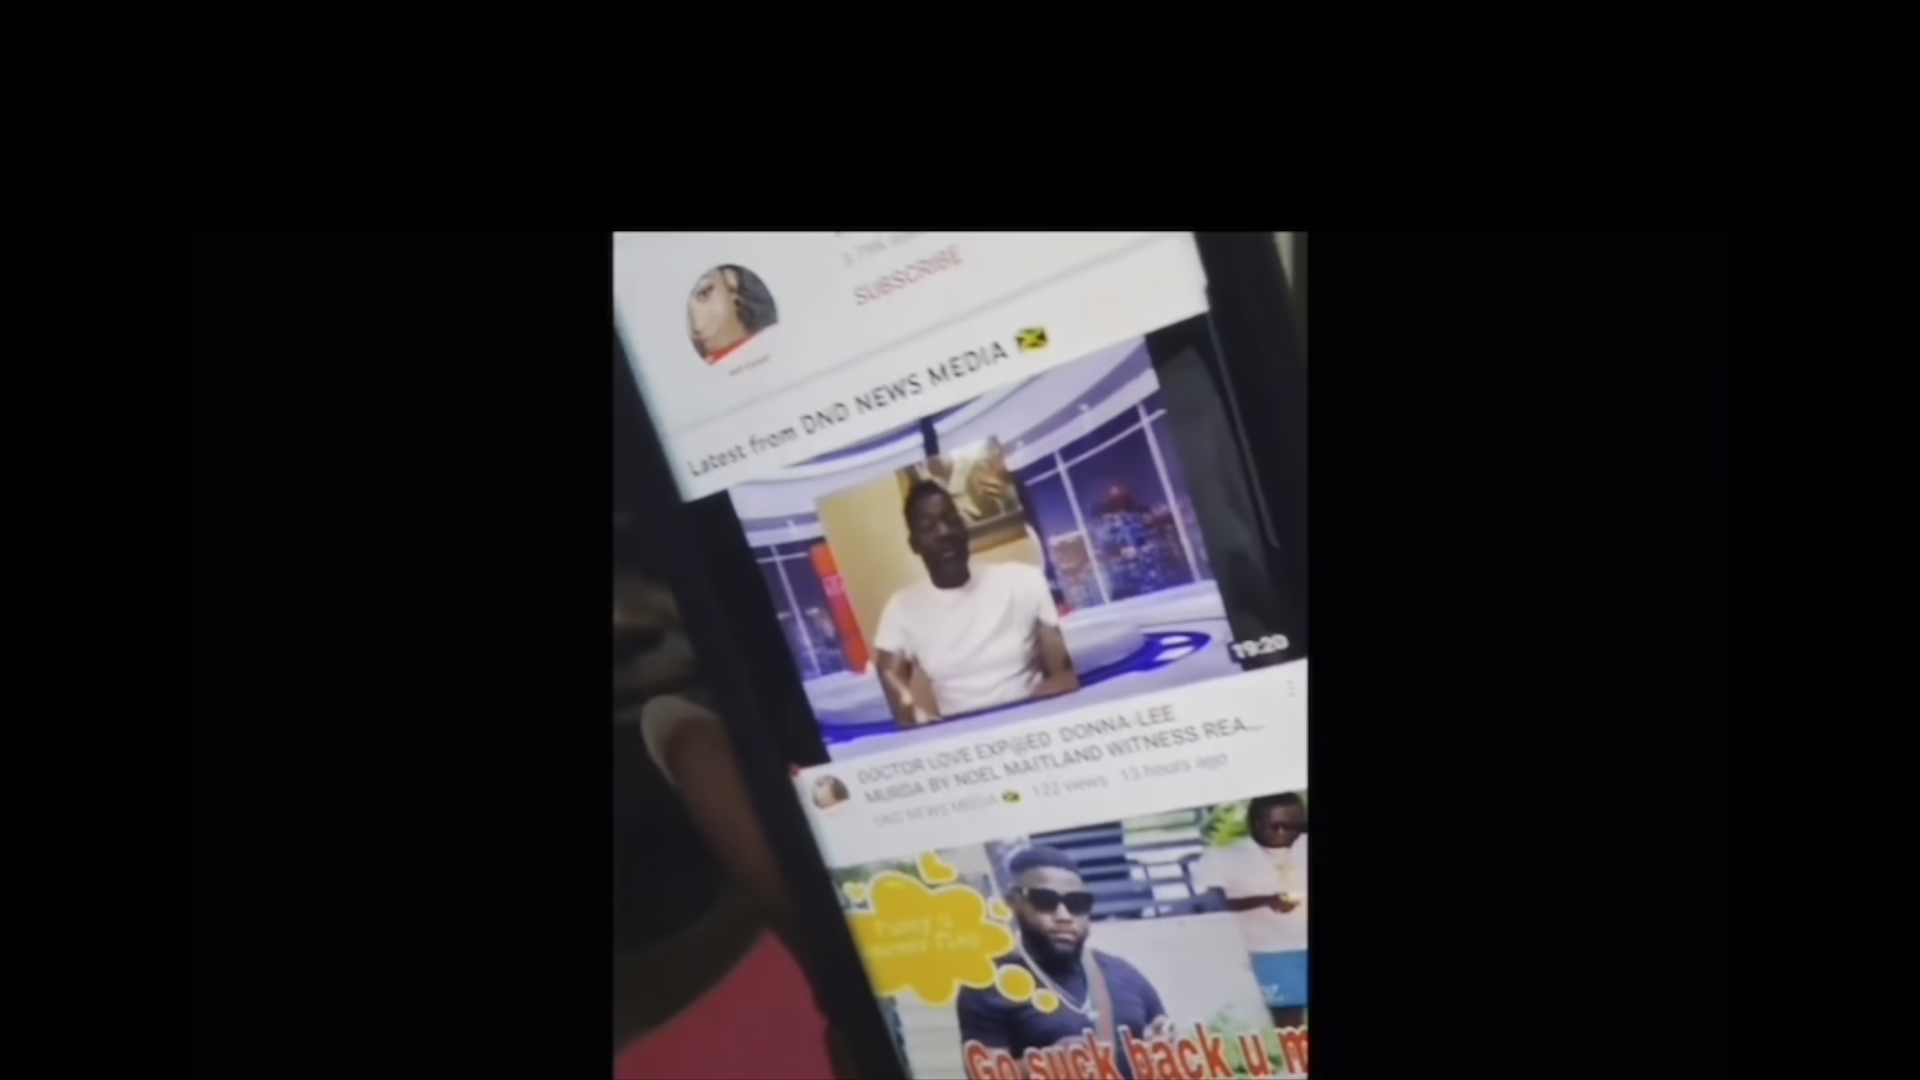 SUBSCRIBE
Latest from DND NEWS MEDIA
19:20
DOCTOR LOVE EXP@ED DONNA-LEE
MURDA BY NOEL MAITLAND WITNESS REA...
DND NEWS MEDIA 122 views 13 hours ago
Go suck back u m